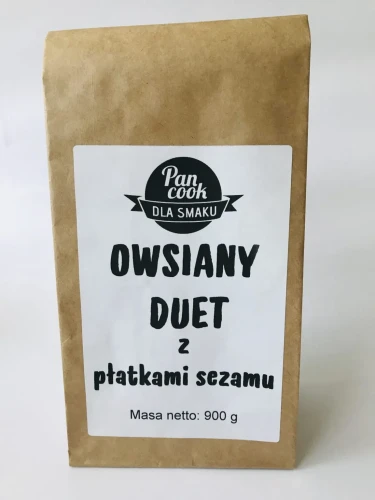 Pan
cook
DLA SMAKU
OWSIANY
DUET
z
płatkami sezamu
Masa netto: 900 g